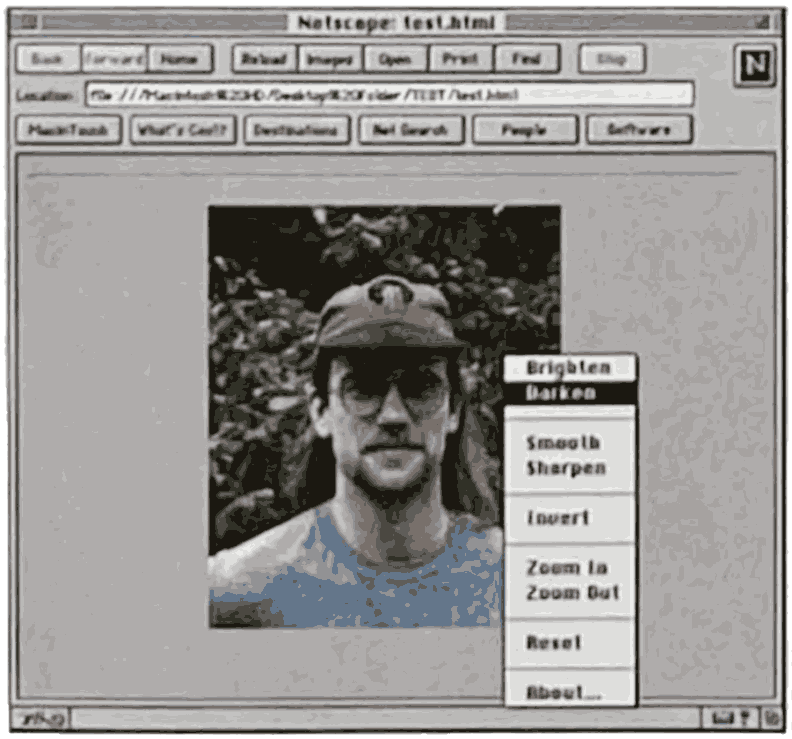 Netscape: test.html
Back Forward Home Reload Images Open Print Find Stop
N
Location: file:///Macintosh%20HD/Desktop%20Folder/TEST/test.html
MacinTouch What's Cool? Destinations Net Search People Software
Brighten
Darken
Smooth
Sharpen
Invert
Zoom In
Zoom Out
Reset
About...